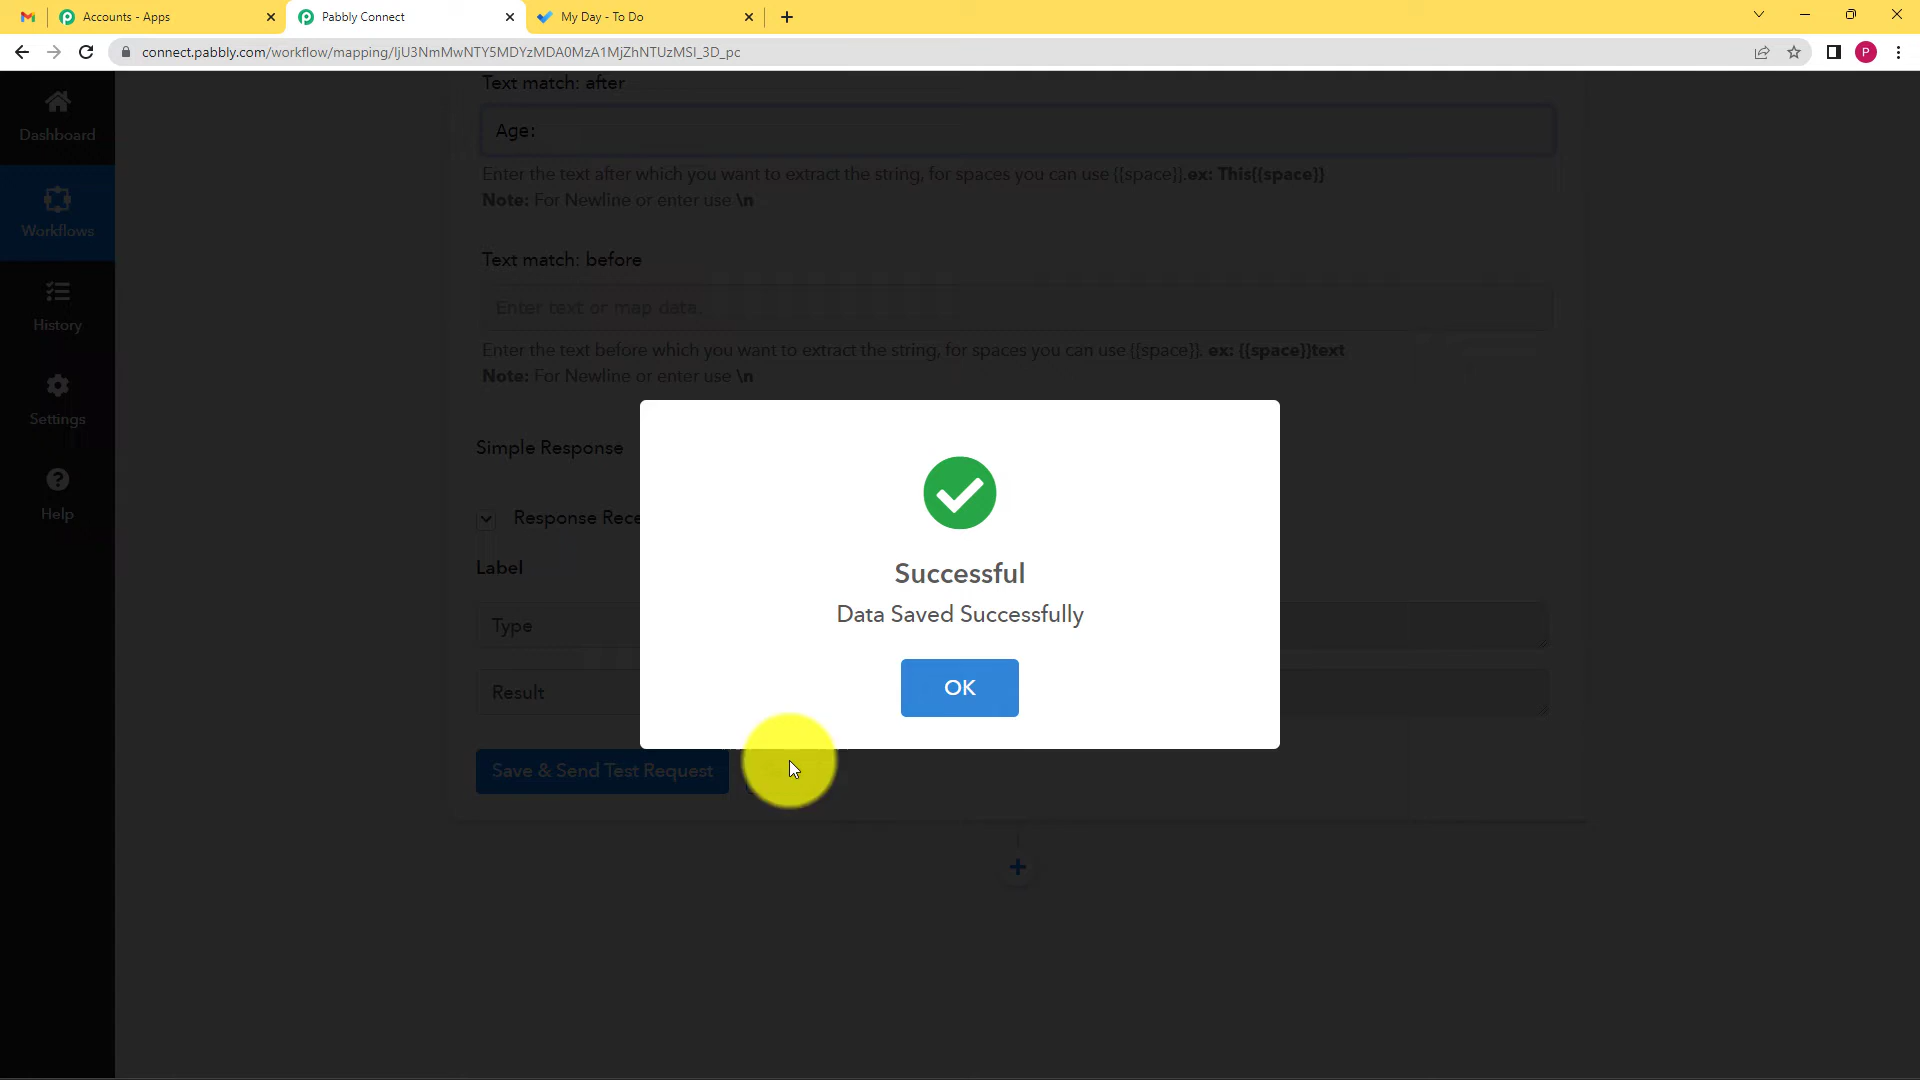 Accounts - Apps
Pabbly Connect
My Day - To Do
connect.pabbly.com/workflow/mapping/IjU3NmMwNTY5MDYzMDA0MzA1MjZhNTUzMSI_3D_pc
P
Dashboard
Workflows
History
Settings
Help
Text match: after
Age:
Enter the text after which you want to extract the string, for spaces you can use {{space}}.ex: This{{space}}
Note: For Newline or enter use \n
Text match: before
Enter text or map data.
Enter the text before which you want to extract the string, for spaces you can use {{space}}. ex: {{space}}text
Note: For Newline or enter use \n
Simple Response
Response Rece
Label
Type
Result
Successful
Data Saved Successfully
OK
Save & Send Test Request